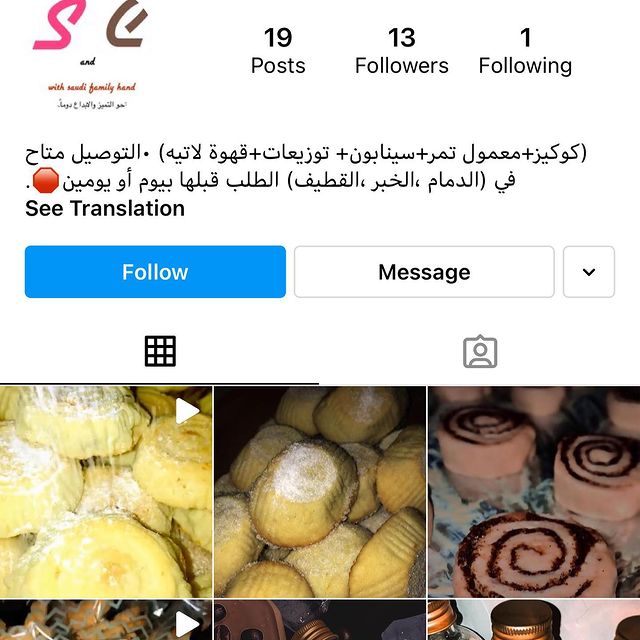 S e
and
with saudi family hand
نحو التميز والابداع دوماً.
19 13 1
Posts Followers Following
(كوكيز+معمول تمر+سينابون+ توزيعات+قهوة لاتيه) •التوصيل متاح
في (الدمام ،الخبر ،القطيف) الطلب قبلها بيوم أو يومين🛑.
See Translation
Follow Message